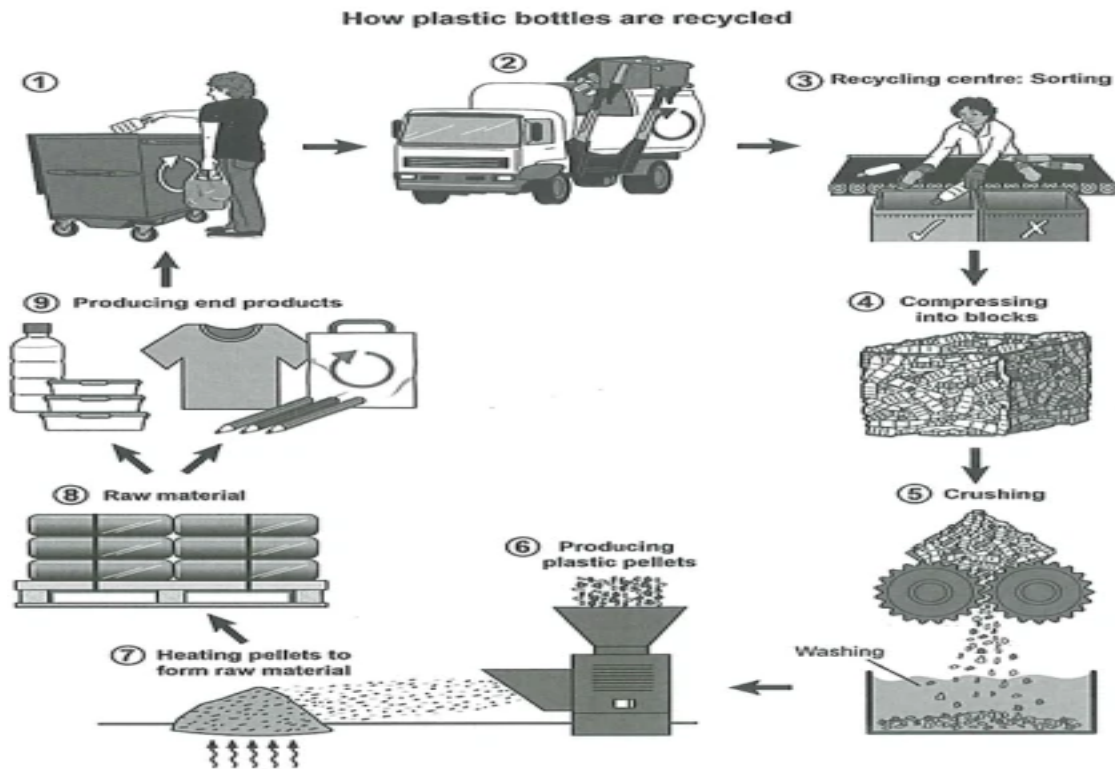 How plastic bottles are recycled
1
2
3 Recycling centre: Sorting
4 Compressing
into blocks
5 Crushing
Washing
6 Producing
plastic pellets
7 Heating pellets to
form raw material
8 Raw material
9 Producing end products